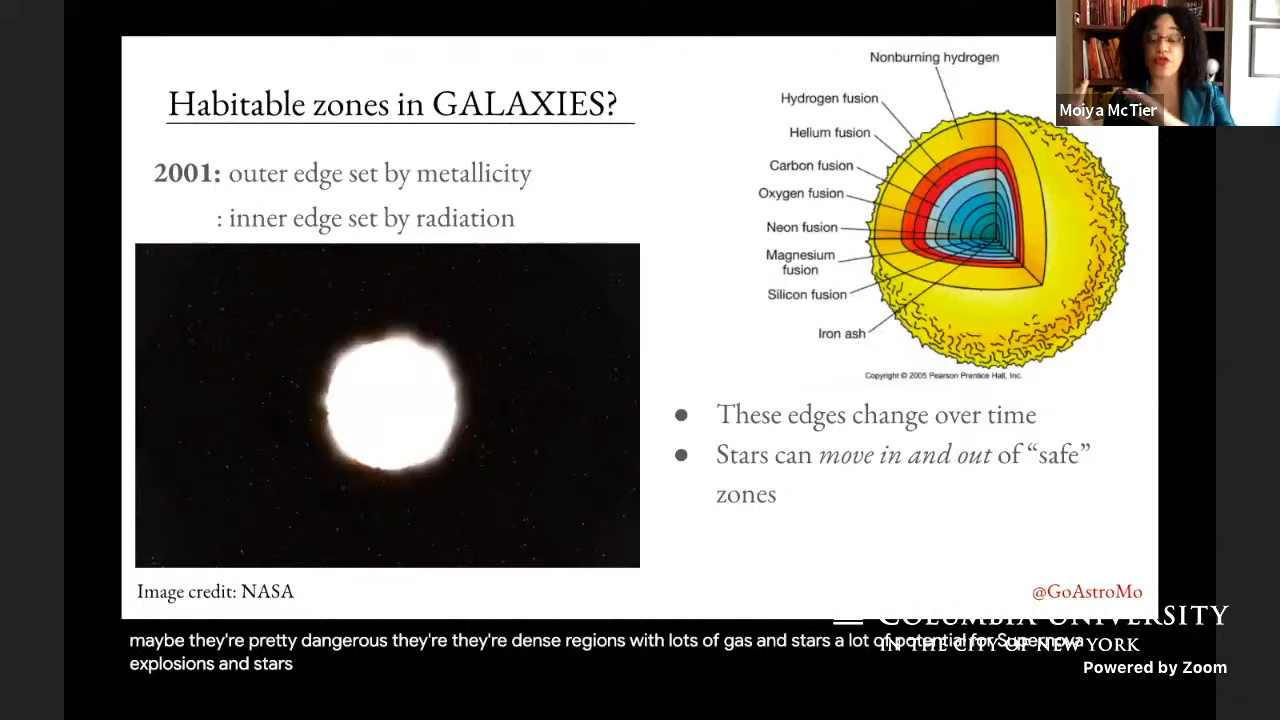 Habitable zones in GALAXIES?
2001: outer edge set by metallicity
: inner edge set by radiation
Image credit: NASA
Nonburning hydrogen
Hydrogen fusion
Helium fusion
Carbon fusion
Oxygen fusion
Neon fusion
Magnesium
fusion
Silicon fusion
Iron ash
Copyright © 2005 Pearson Prentice Hall, Inc.
● These edges change over time
● Stars can move in and out of “safe”
zones
@GoAstroMo
Moiya McTier
COLUMBIA UNIVERSITY
IN THE CITY OF NEW YORK
maybe they're pretty dangerous they're they're dense regions with lots of gas and stars a lot of potential for Supernova
explosions and stars
Powered by Zoom